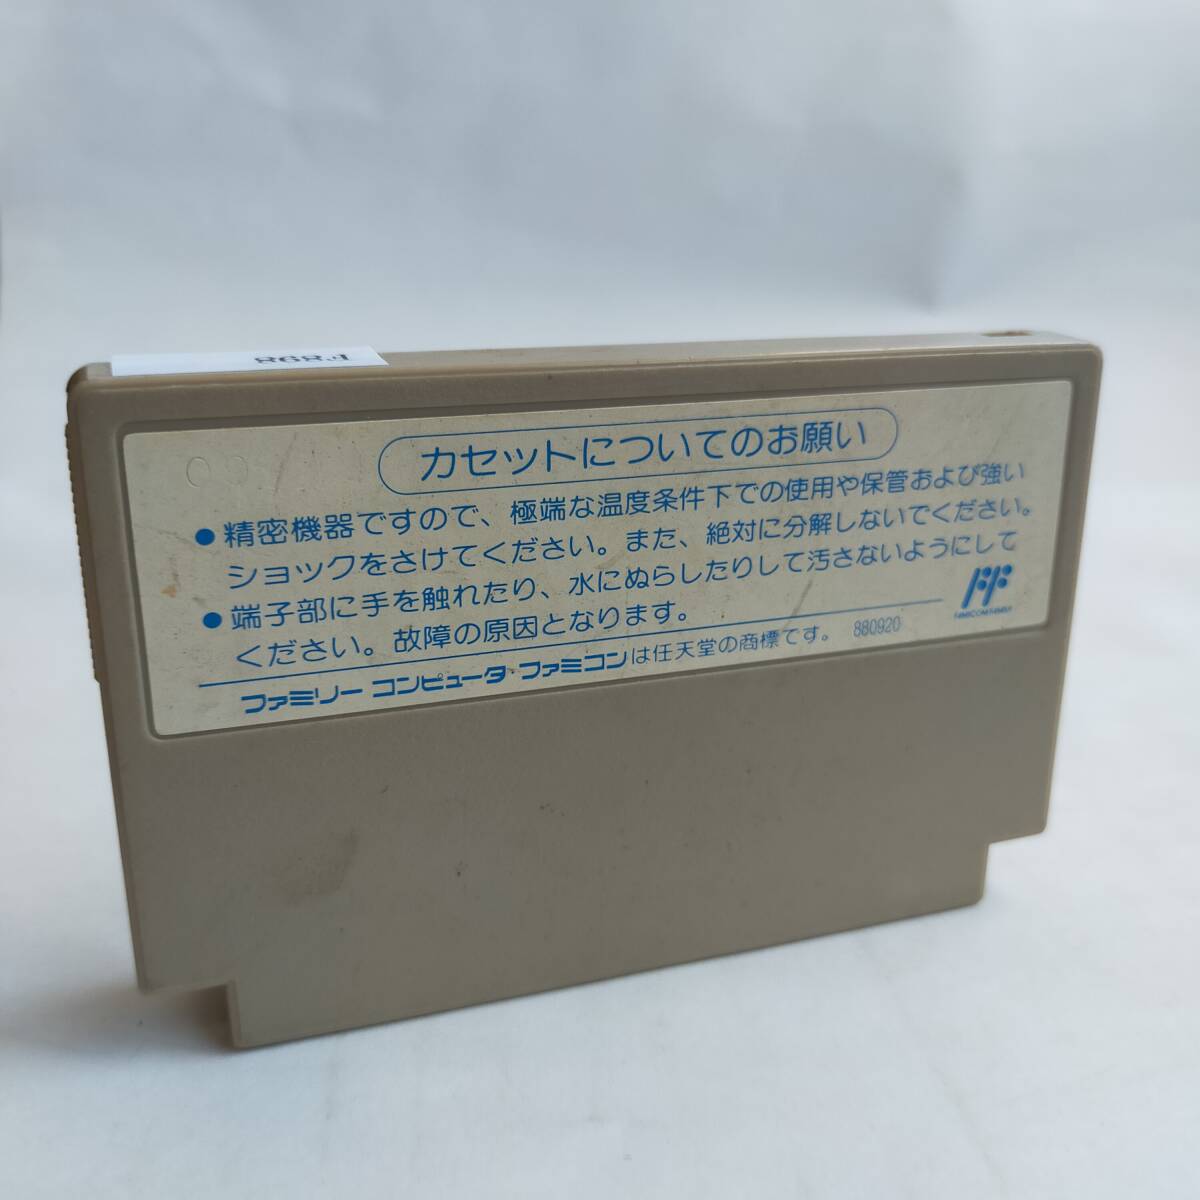 F898
カセットについてのお願い
●精密機器ですので、極端な温度条件下での使用や保管および強い
ショックをさけてください。また、絶対に分解しないでください。
●端子部に手を触れたり、水にぬらしたりして汚さないようにして
ください。故障の原因となります。
FF
FAMICOM FAMILY
ファミリー コンピュータ・ファミコンは任天堂の商標です。 880920